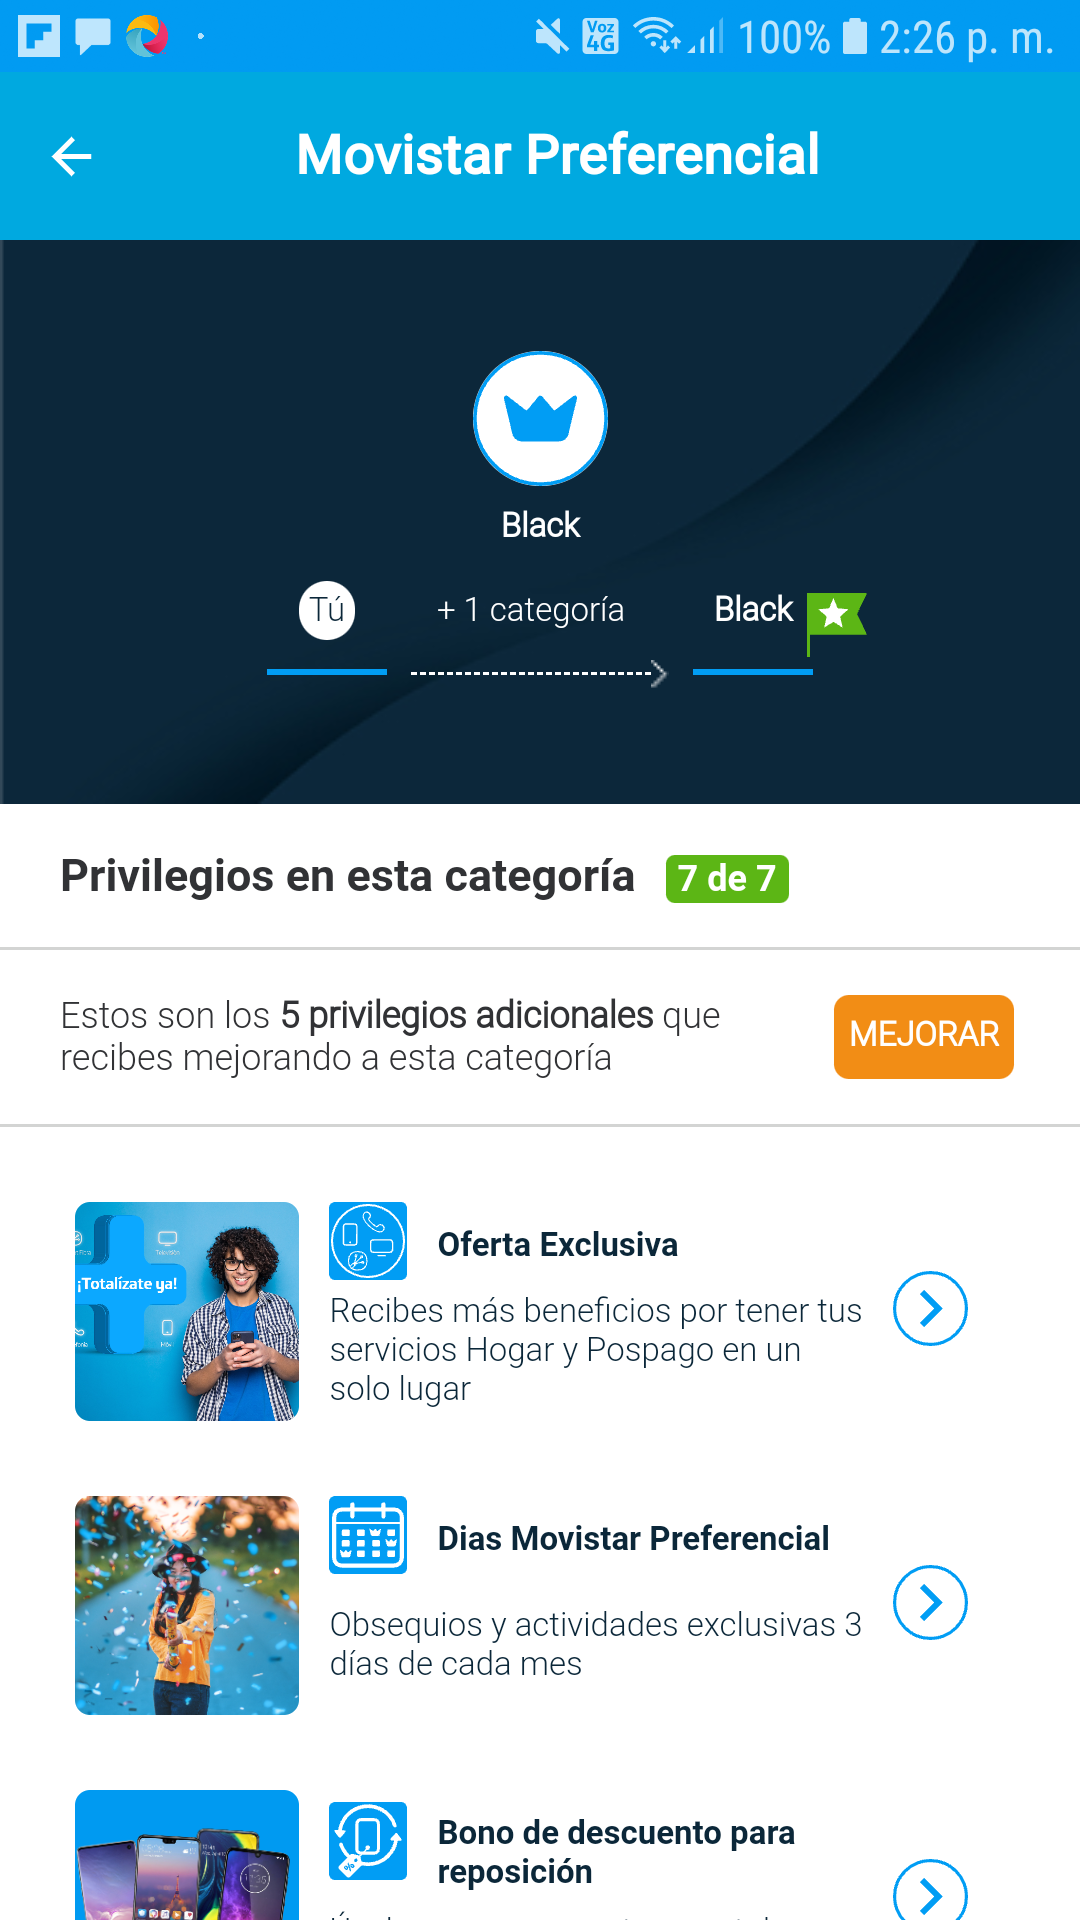 Voz 4G 100% 2:26 p. m.
Movistar Preferencial
Black
Tú + 1 categoría Black
Privilegios en esta categoría 7 de 7
Estos son los 5 privilegios adicionales que
recibes mejorando a esta categoría
MEJORAR
¡Totalízate ya!
Oferta Exclusiva
Recibes más beneficios por tener tus
servicios Hogar y Pospago en un
solo lugar
Dias Movistar Preferencial
Obsequios y actividades exclusivas 3
días de cada mes
Bono de descuento para
reposición